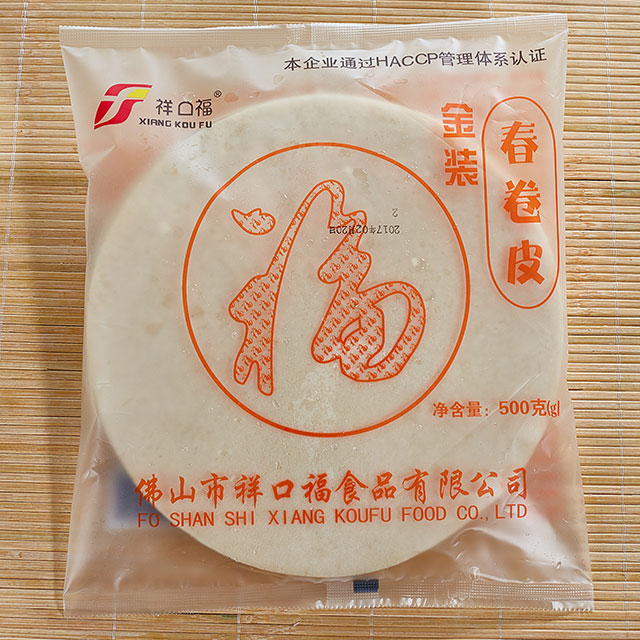 本企业通过HACCP管理体系认证
祥口福®
XIANG KOU FU
金装
春卷皮
福
2017年02月20日
2
净含量：500克(g)
佛山市祥口福食品有限公司
FO SHAN SHI XIANG KOUFU FOOD CO.,LTD